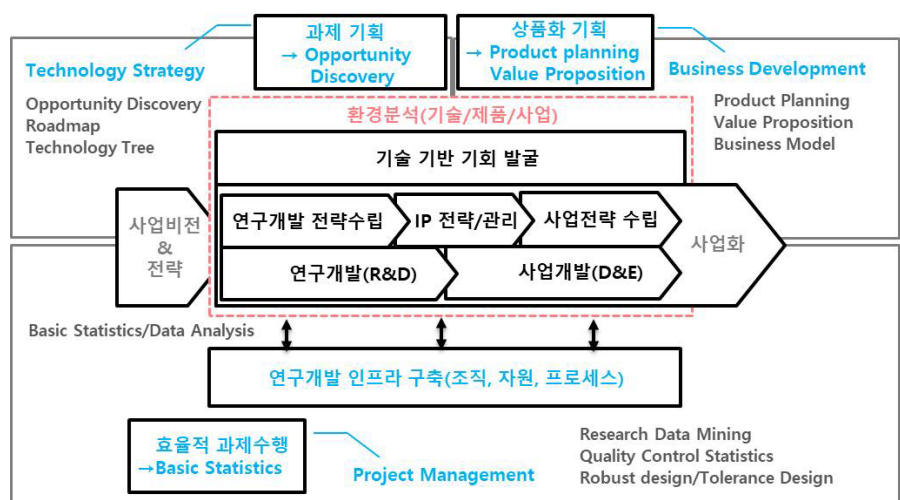 과제 기획
→ Opportunity
Discovery
상품화 기획
→ Product planning
Value Proposition
Technology Strategy
Business Development
Opportunity Discovery
Roadmap
Technology Tree
Product Planning
Value Proposition
Business Model
환경분석(기술/제품/사업)
기술 기반 기회 발굴
사업비전
&
전략
연구개발 전략수립
IP 전략/관리
사업전략 수립
사업화
연구개발(R&D)
사업개발(D&E)
Basic Statistics/Data Analysis
연구개발 인프라 구축(조직, 자원, 프로세스)
효율적 과제수행
→Basic Statistics
Project Management
Research Data Mining
Quality Control Statistics
Robust design/Tolerance Design